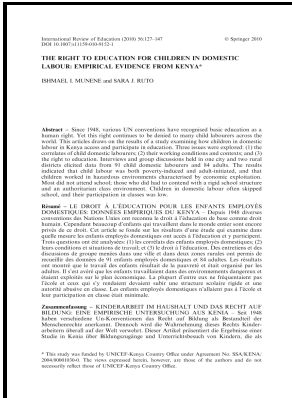 International Review of Education (2010) 56:127–147 © Springer 2010
DOI 10.1007/s11159-010-9152-1
THE RIGHT TO EDUCATION FOR CHILDREN IN DOMESTIC
LABOUR: EMPIRICAL EVIDENCE FROM KENYA*
ISHMAEL I. MUNENE and SARA J. RUTO
Abstract – Since 1948, various UN conventions have recognised basic education as a
human right. Yet this right continues to be denied to many child labourers across the
world. This articles draws on the results of a study examining how children in domestic
labour in Kenya access and participate in education. Three issues were explored: (1) the
correlates of child domestic labourers; (2) their working conditions and contexts; and (3)
the right to education. Interviews and group discussions held in one city and two rural
districts elicited data from 91 child domestic labourers and 84 adults. The results
indicated that child labour was both poverty-induced and adult-initiated, and that
children worked in hazardous environments characterised by economic exploitation.
Most did not attend school; those who did had to contend with a rigid school structure
and an authoritarian class environment. Children in domestic labour often skipped
school, and their participation in classes was low.
Résumé – LE DROIT À L'ÉDUCATION POUR LES ENFANTS EMPLOYÉS
DOMESTIQUES: DONNÉES EMPIRIQUES DU KENYA – Depuis 1948 diverses
conventions des Nations Unies ont reconnu le droit à l'éducation de base comme droit
humain. Cependant beaucoup d'enfants qui travaillent dans le monde entier sont encore
privés de ce droit. Cet article se fonde sur les résultats d'une étude qui examine dans
quelle mesure les enfants employés domestiques ont accès à l'éducation et y participent.
Trois questions ont été analysées: (1) les corrélats des enfants employés domestiques; (2)
leurs conditions et situations de travail; et (3) le droit à l'éducation. Des entretiens et des
discussions de groupe menées dans une ville et dans deux zones rurales ont permis de
recueillir des données de 91 enfants employés domestiques et 84 adultes. Les résultats
ont montré que le travail des enfants résultait de la pauvreté et était organisé par les
adultes. Il s'est avéré que les enfants travaillaient dans des environnements dangereux et
étaient exploités sur le plan économique. La plupart d'entre eux ne fréquentaient pas
l'école et ceux qui s'y rendaient devaient subir une structure scolaire rigide et une
autorité abusive en classe. Les enfants employés domestiques n'allaient pas à l'école et
leur participation en classe était minimale.
Zusammenfassung – KINDERARBEIT IM HAUSHALT UND DAS RECHT AUF
BILDUNG: EINE EMPIRISCHE UNTERSUCHUNG AUS KENIA – Seit 1948
haben verschiedene Un-Konventionen das Recht auf Bildung als Bestandteil der
Menschenrechte anerkannt. Dennoch wird die Wahrnehmung dieses Rechts Kinder-
arbeitern überall auf der Welt verwehrt. Dieser Artikel präsentiert die Ergebnisse einer
Studie in Kenia über Bildungszugänge und Unterrichtsbesuch von Kindern, die als
* This study was funded by UNICEF-Kenya Country Office under Agreement No. SSA/KENA/
2004/00001030-0. The views expressed herein, however, are those of the authors and do not
necessarily reflect those of UNICEF-Kenya Country Office.